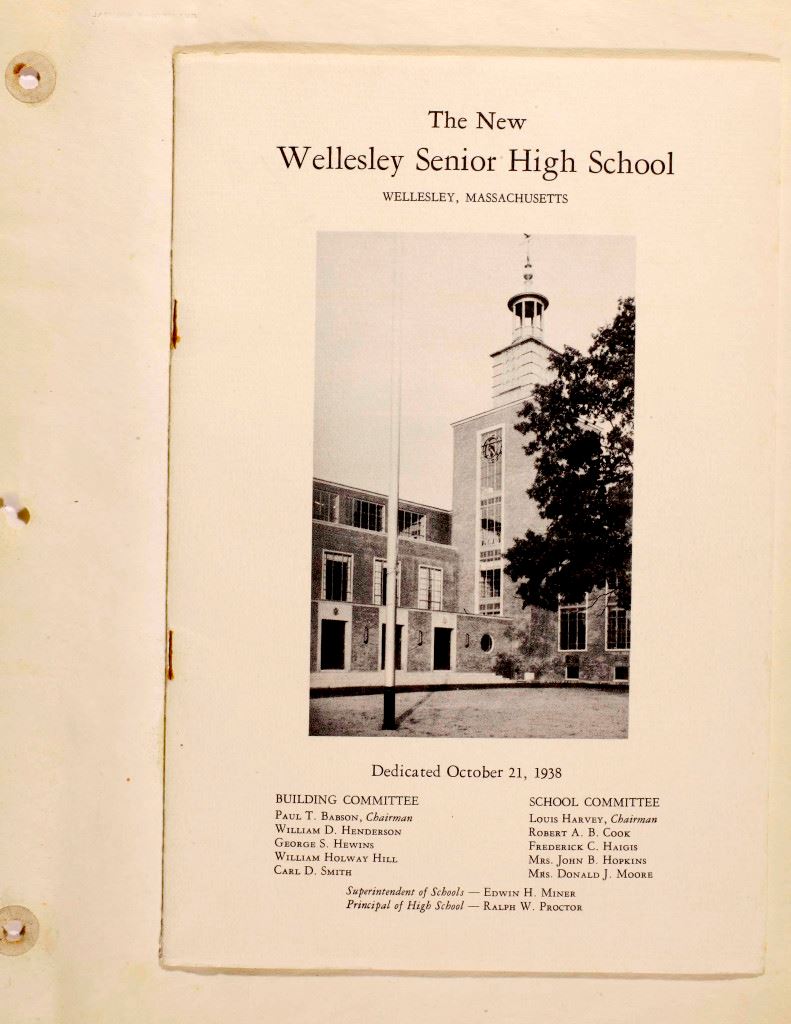 The New
Wellesley Senior High School
WELLESLEY, MASSACHUSETTS
Dedicated October 21, 1938
BUILDING COMMITTEE
PAUL T. BABSON, Chairman
WILLIAM D. HENDERSON
GEORGE S. HEWINS
WILLIAM HOLWAY HILL
CARL D. SMITH
SCHOOL COMMITTEE
LOUIS HARVEY, Chairman
ROBERT A. B. COOK
FREDERICK C. HAIGIS
MRS. JOHN B. HOPKINS
MRS. DONALD J. MOORE
Superintendent of Schools — EDWIN H. MINER
Principal of High School — RALPH W. PROCTOR